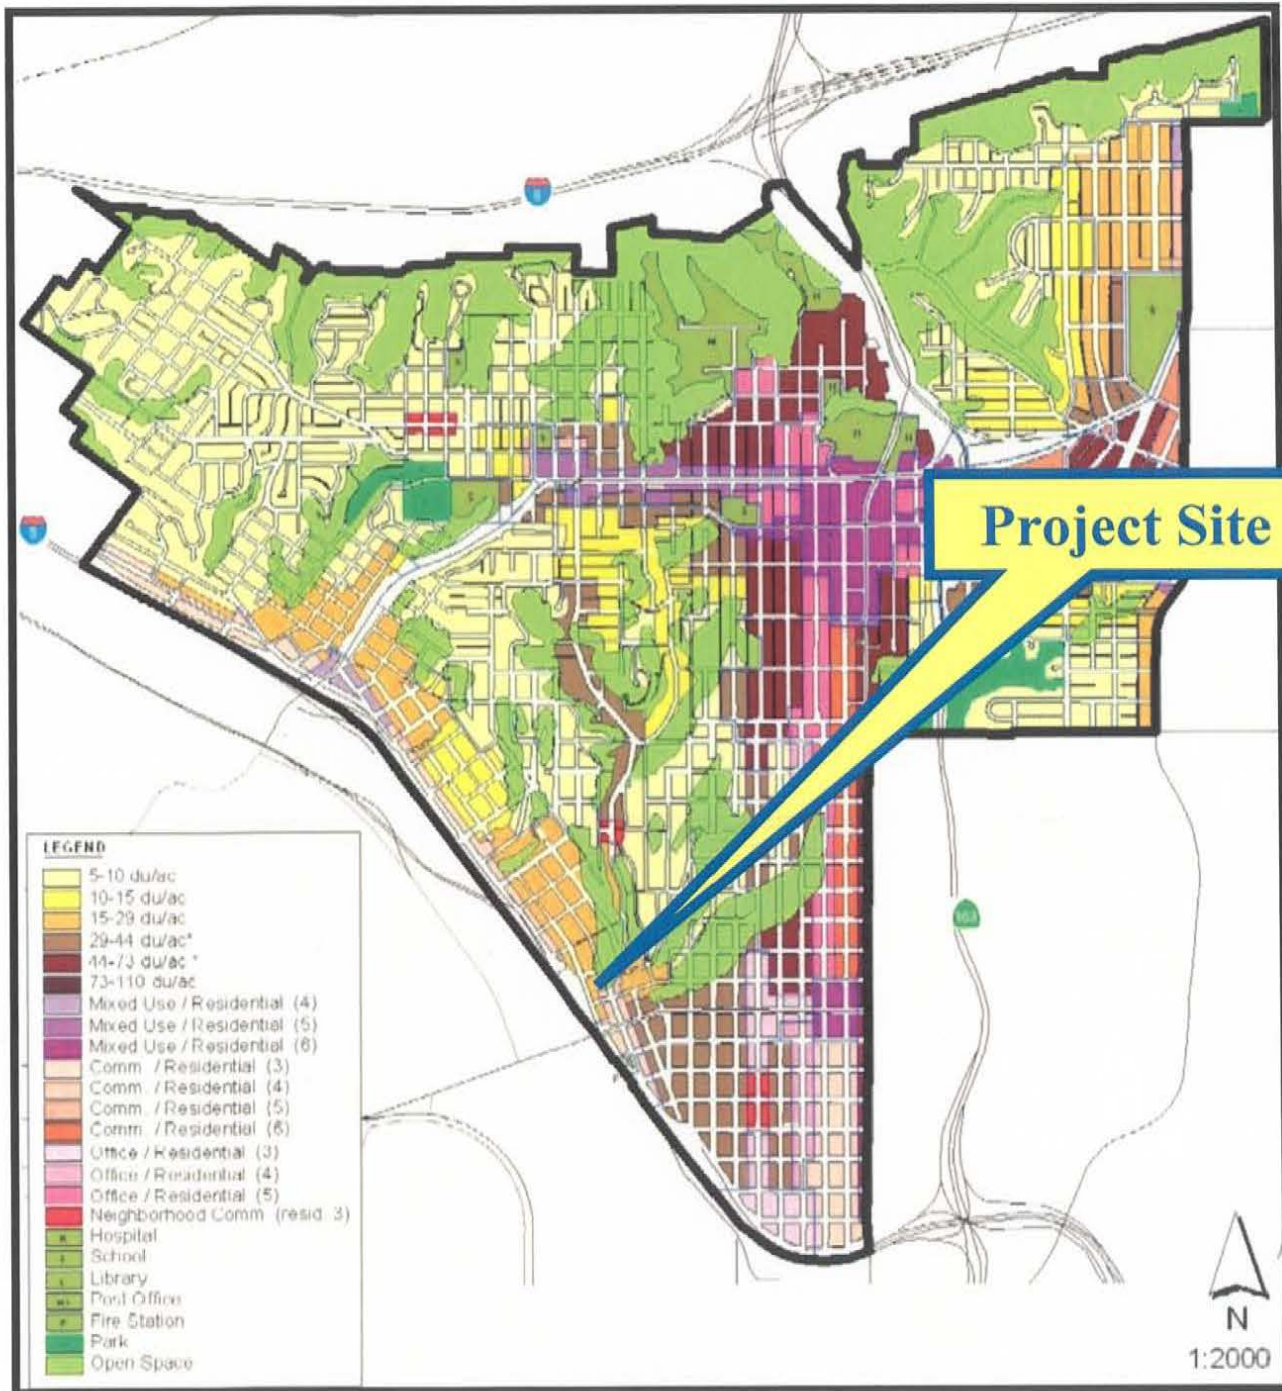 8
Project Site
5
163
LEGEND
5-10 du/ac
10-15 du/ac
15-29 du/ac
29-44 du/ac*
44-73 du/ac *
73-110 du/ac
Mixed Use / Residential (4)
Mixed Use / Residential (5)
Mixed Use / Residential (6)
Comm. / Residential (3)
Comm. / Residential (4)
Comm. / Residential (5)
Comm. / Residential (6)
Office / Residential (3)
Office / Residential (4)
Office / Residential (5)
Neighborhood Comm (resid. 3)
Hospital
School
Library
Post Office
Fire Station
Park
Open Space
N
1:2000